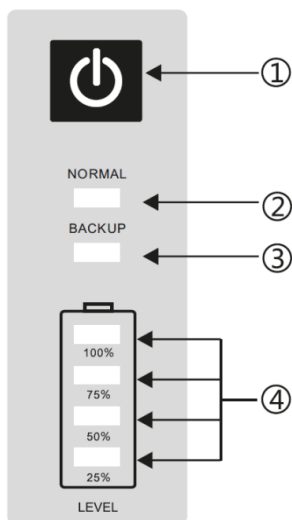 ①
NORMAL
②
BACKUP
③
100%
75%
④
50%
25%
LEVEL